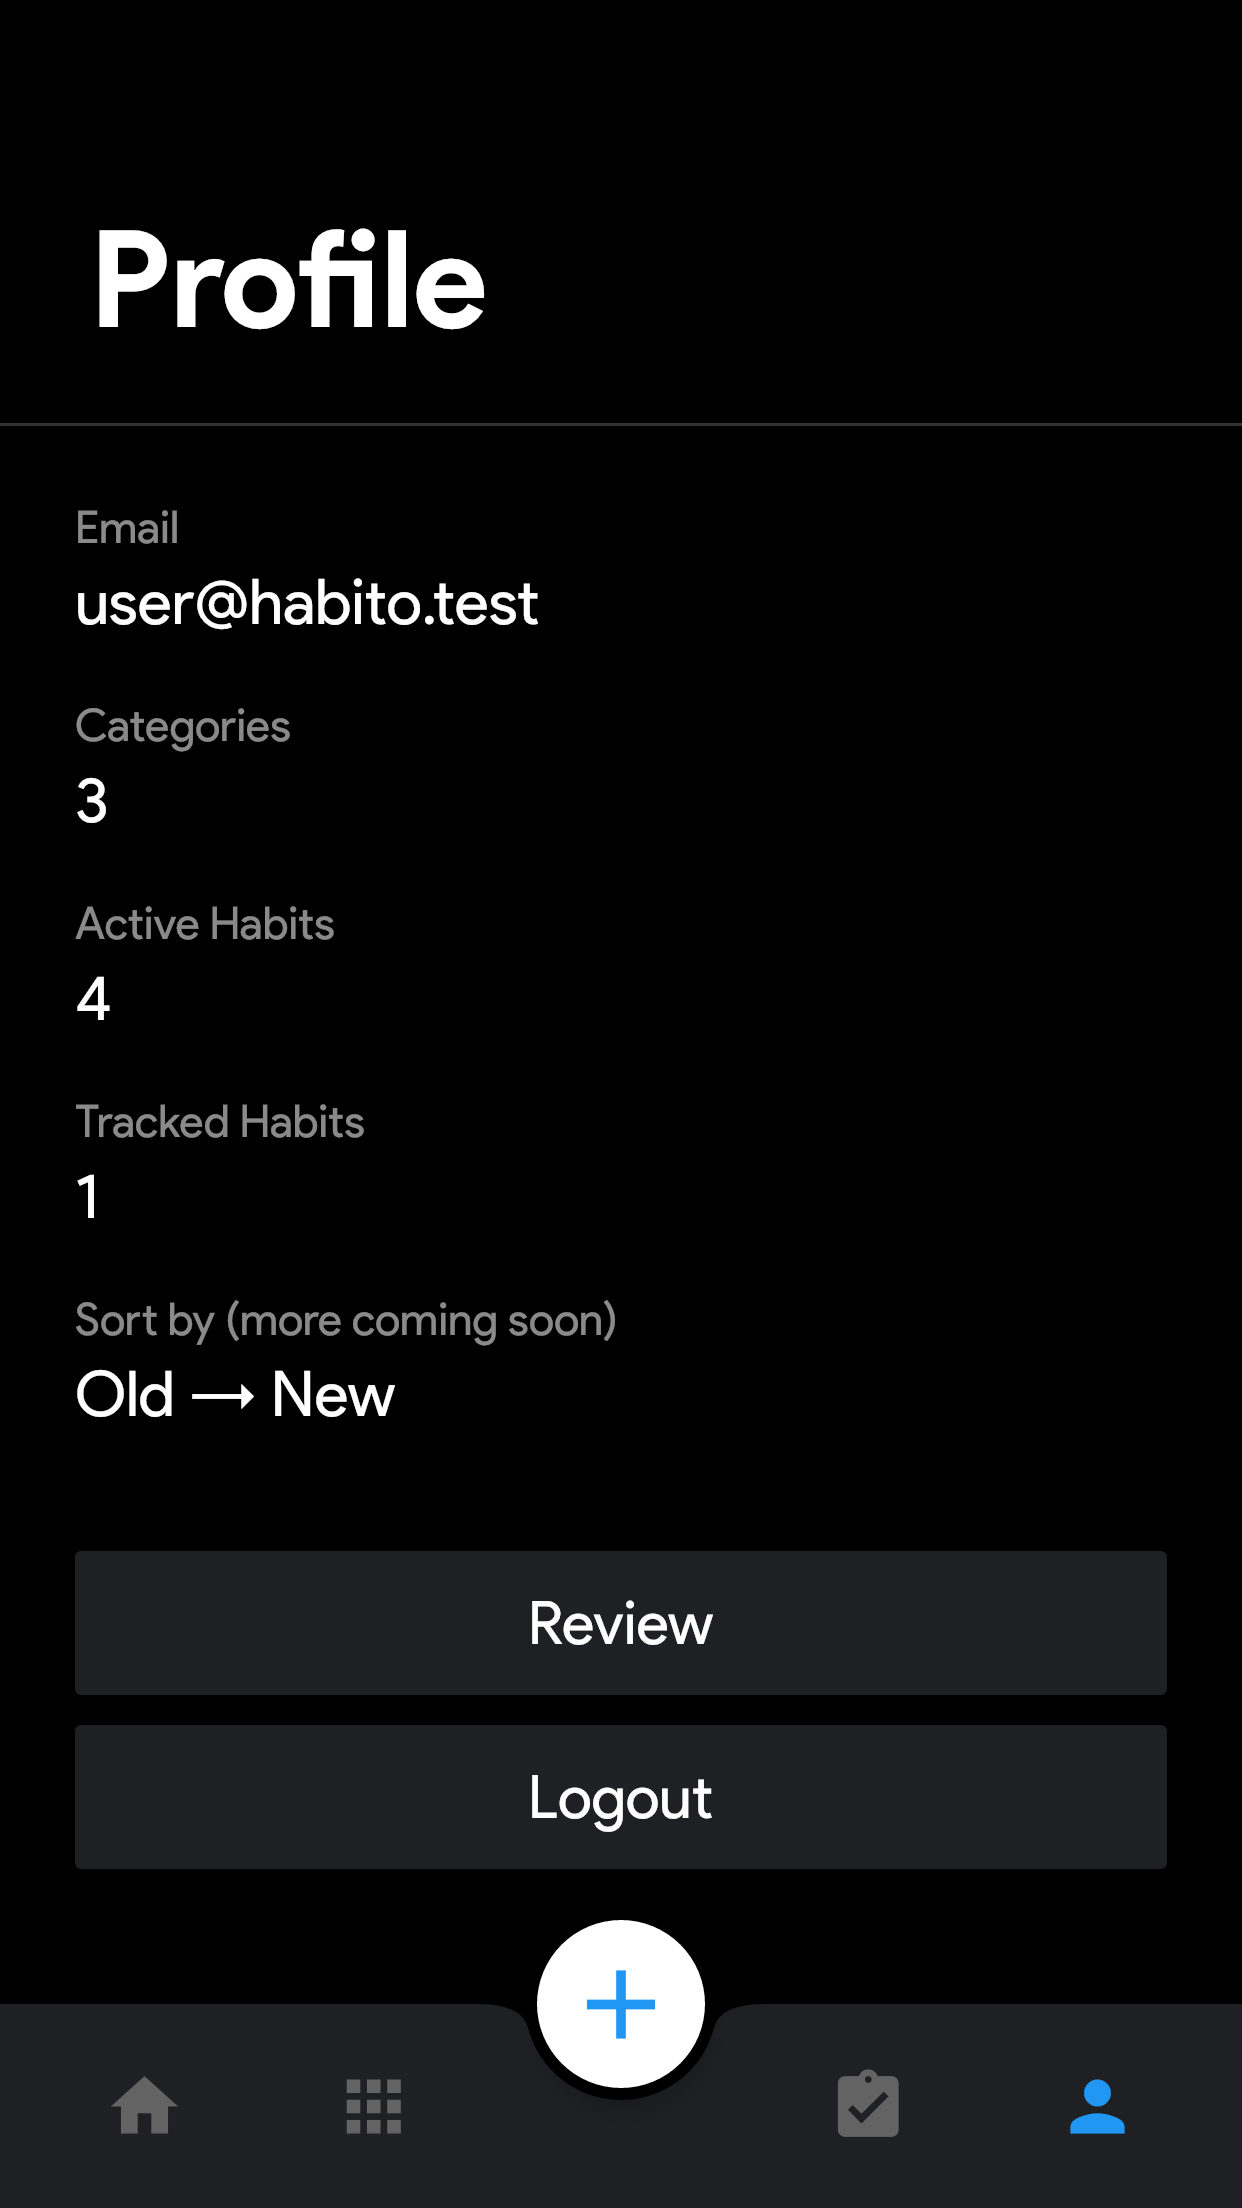 Profile
Email
user@habito.test
Categories
3
Active Habits
4
Tracked Habits
1
Sort by (more coming soon)
Old → New
Review
Logout